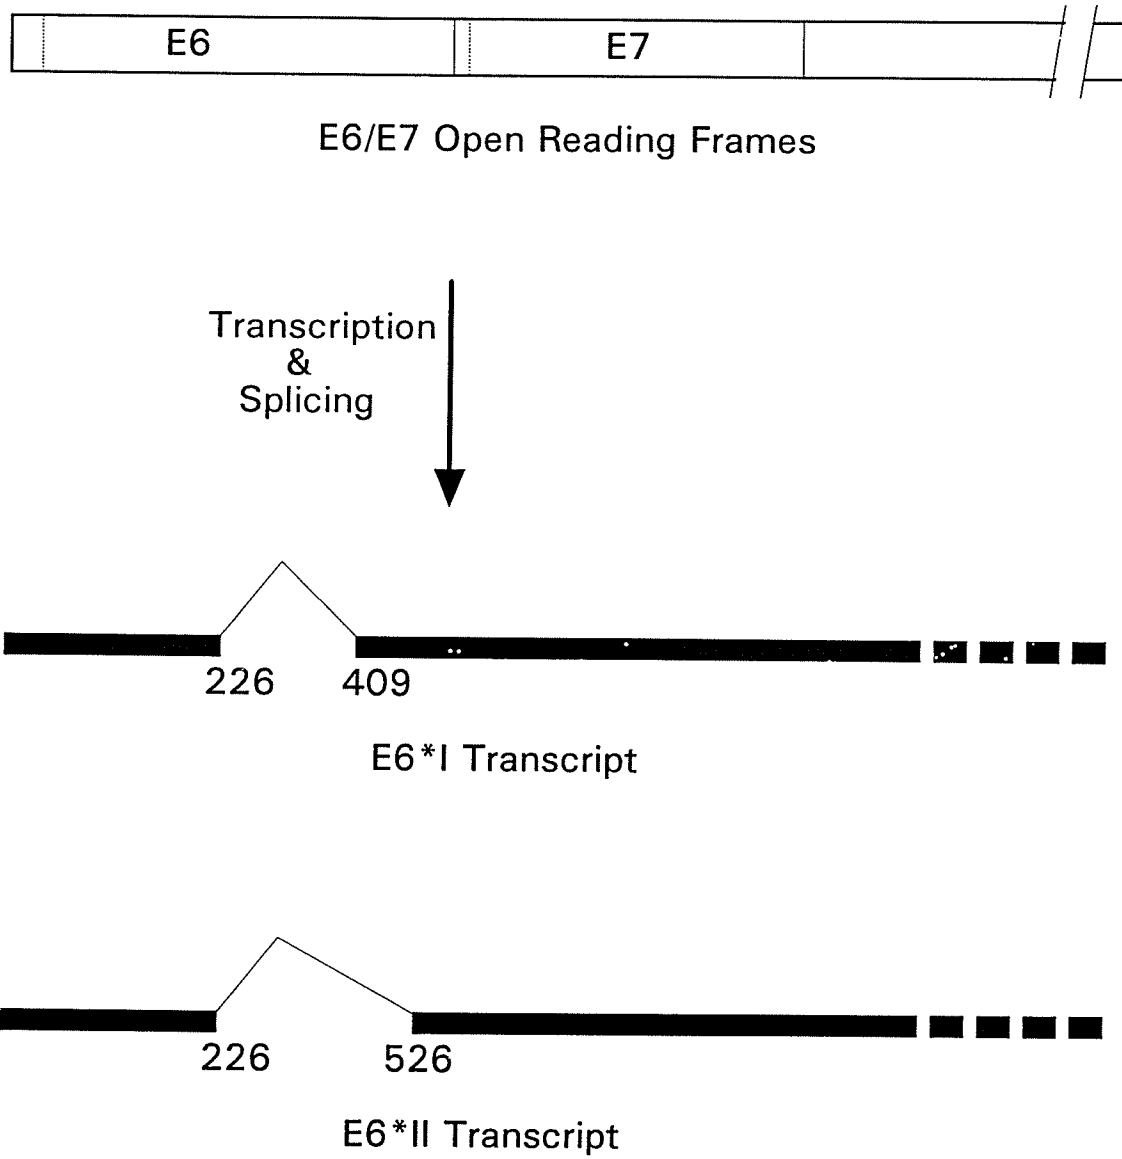 E6 E7
E6/E7 Open Reading Frames
Transcription
&
Splicing
226 409
E6*I Transcript
226 526
E6*II Transcript